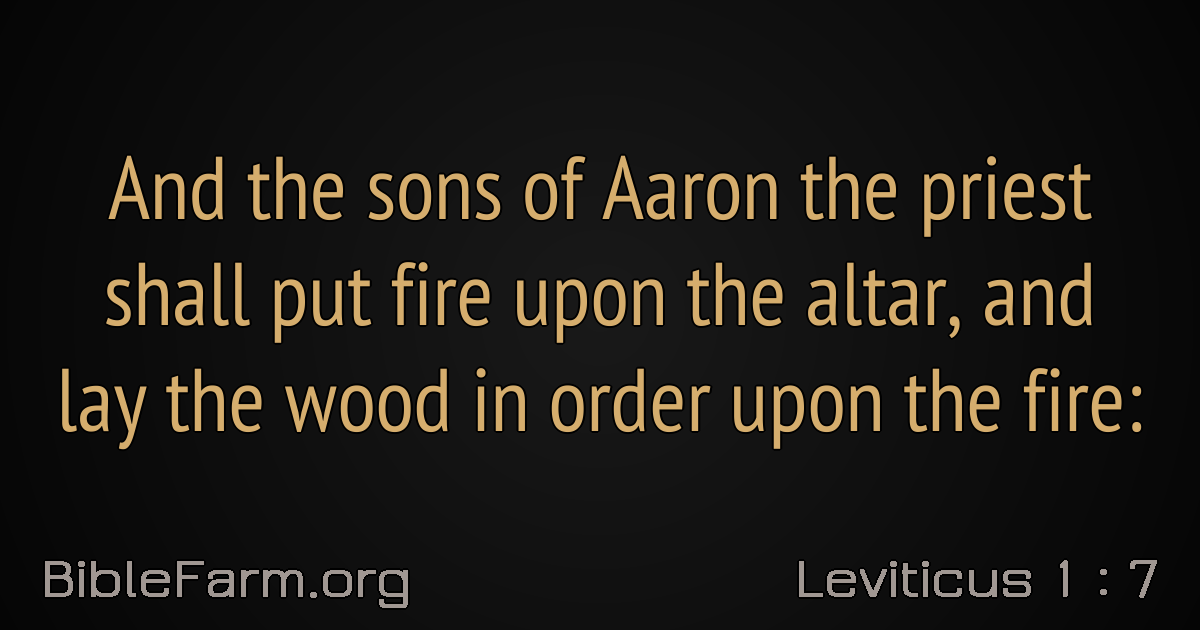 And the sons of Aaron the priest
shall put fire upon the altar, and
lay the wood in order upon the fire:
BibleFarm.org
Leviticus 1 : 7